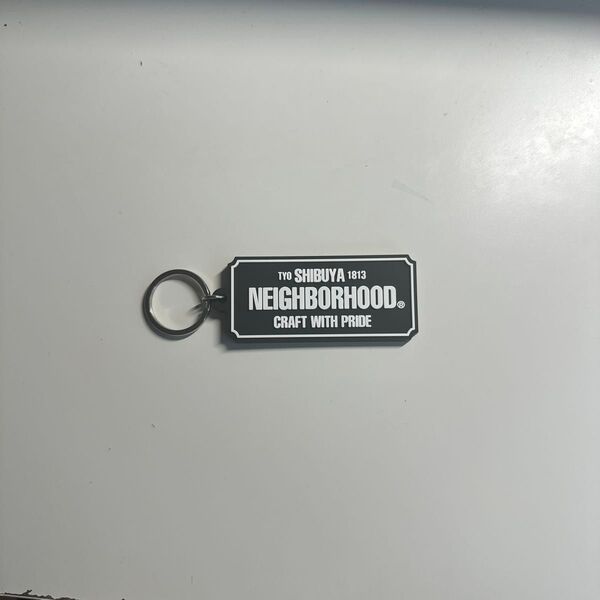 TYO SHIBUYA 1813
NEIGHBORHOOD®
CRAFT WITH PRIDE